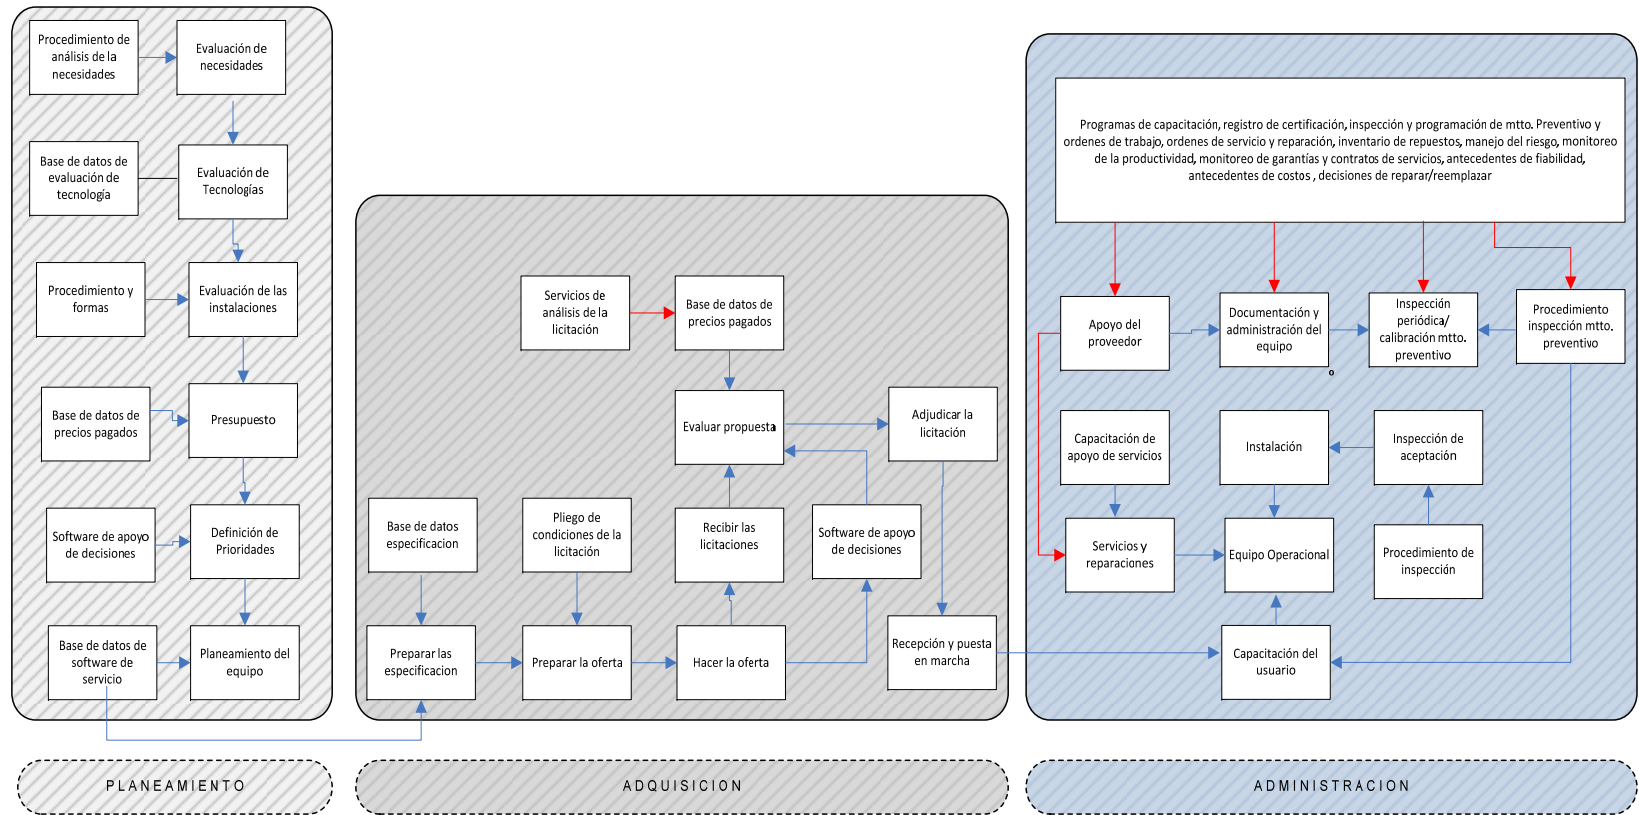 Procedimiento de
análisis de la
necesidades
Evaluación de
necesidades
Base de datos de
evaluación de
tecnología
Evaluación de
Tecnologías
Procedimiento y
formas
Evaluación de las
instalaciones
Base de datos de
precios pagados
Presupuesto
Software de apoyo
de decisiones
Definición de
Prioridades
Base de datos de
software de
servicio
Planeamiento del
equipo
Servicios de
análisis de la
licitación
Base de datos de
precios pagados
Evaluar propuesta
Adjudicar la
licitación
Base de datos
especificacion
Pliego de
condiciones de la
licitación
Recibir las
licitaciones
Software de apoyo
de decisiones
Preparar las
especificacion
Preparar la oferta
Hacer la oferta
Recepción y puesta
en marcha
Programas de capacitación, registro de certificación, inspección y programación de mtto. Preventivo y
ordenes de trabajo, ordenes de servicio y reparación, inventario de repuestos, manejo del riesgo, monitoreo
de la productividad, monitoreo de garantías y contratos de servicios, antecedentes de fiabilidad,
antecedentes de costos , decisiones de reparar/reemplazar
Apoyo del
proveedor
Documentación y
administración del
equipo
o
Inspección
periódica/
calibración mtto.
preventivo
Procedimiento
inspección mtto.
preventivo
Capacitación de
apoyo de servicios
Instalación
Inspección de
aceptación
Servicios y
reparaciones
Equipo Operacional
Procedimiento de
inspección
Capacitación del
usuario
PLANEAMIENTO
ADQUISICION
ADMINISTRACION